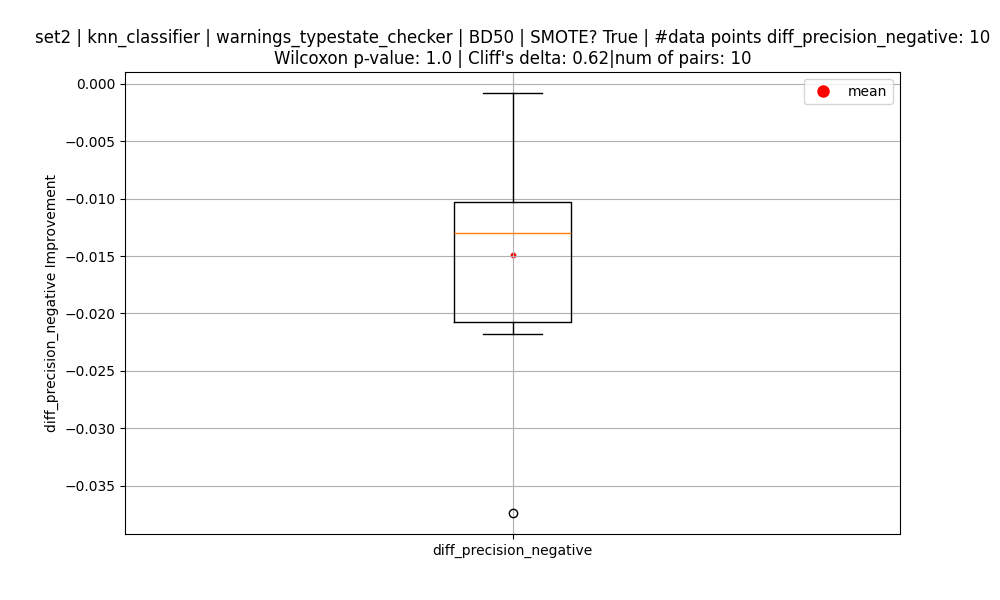 set2 | knn_classifier | warnings_typestate_checker | BD50 | SMOTE? True | #data points diff_precision_negative: 10
Wilcoxon p-value: 1.0 | Cliff's delta: 0.62|num of pairs: 10
mean
0.000
−0.005
−0.010
−0.015
−0.020
−0.025
−0.030
−0.035
diff_precision_negative Improvement
diff_precision_negative